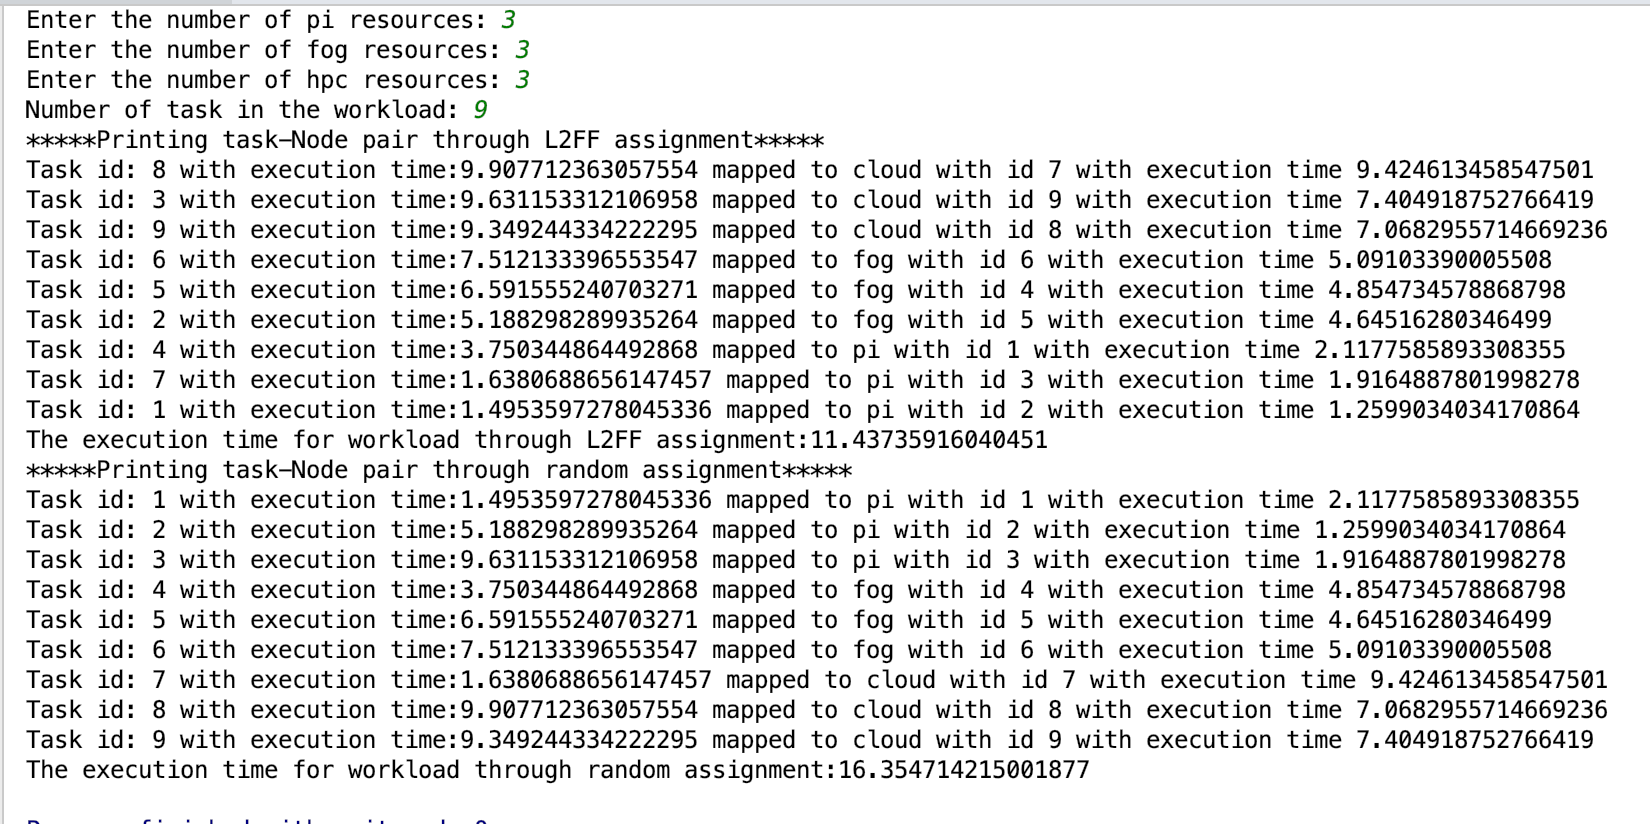 Enter the number of pi resources: 3
Enter the number of fog resources: 3
Enter the number of hpc resources: 3
Number of task in the workload: 9
*****Printing task—Node pair through L2FF assignment*****
Task id: 8 with execution time:9.907712363057554 mapped to cloud with id 7 with execution time 9.424613458547501
Task id: 3 with execution time:9.631153312106958 mapped to cloud with id 9 with execution time 7.404918752766419
Task id: 9 with execution time:9.349244334222295 mapped to cloud with id 8 with execution time 7.0682955714669236
Task id: 6 with execution time:7.512133396553547 mapped to fog with id 6 with execution time 5.09103390005508
Task id: 5 with execution time:6.591555240703271 mapped to fog with id 4 with execution time 4.854734578868798
Task id: 2 with execution time:5.188298289935264 mapped to fog with id 5 with execution time 4.64516280346499
Task id: 4 with execution time:3.750344864492868 mapped to pi with id 1 with execution time 2.1177585893308355
Task id: 7 with execution time:1.6380688656147457 mapped to pi with id 3 with execution time 1.9164887801998278
Task id: 1 with execution time:1.4953597278045336 mapped to pi with id 2 with execution time 1.2599034034170864
The execution time for workload through L2FF assignment:11.43735916040451
*****Printing task—Node pair through random assignment*****
Task id: 1 with execution time:1.4953597278045336 mapped to pi with id 1 with execution time 2.1177585893308355
Task id: 2 with execution time:5.188298289935264 mapped to pi with id 2 with execution time 1.2599034034170864
Task id: 3 with execution time:9.631153312106958 mapped to pi with id 3 with execution time 1.9164887801998278
Task id: 4 with execution time:3.750344864492868 mapped to fog with id 4 with execution time 4.854734578868798
Task id: 5 with execution time:6.591555240703271 mapped to fog with id 5 with execution time 4.64516280346499
Task id: 6 with execution time:7.512133396553547 mapped to fog with id 6 with execution time 5.09103390005508
Task id: 7 with execution time:1.6380688656147457 mapped to cloud with id 7 with execution time 9.424613458547501
Task id: 8 with execution time:9.907712363057554 mapped to cloud with id 8 with execution time 7.0682955714669236
Task id: 9 with execution time:9.349244334222295 mapped to cloud with id 9 with execution time 7.404918752766419
The execution time for workload through random assignment:16.354714215001877